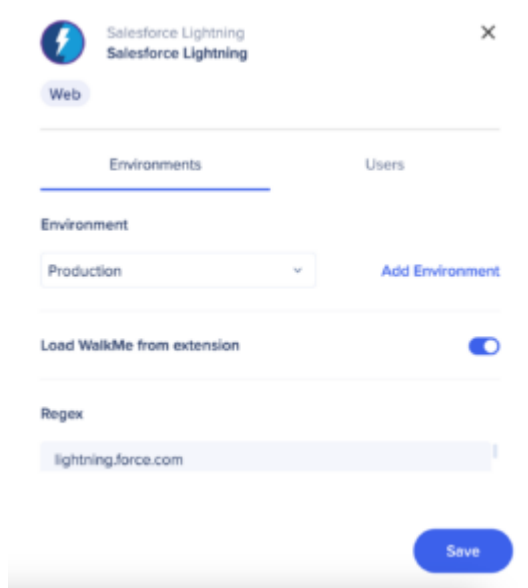 Salesforce Lightning
Salesforce Lightning
Web
Environments Users
Environment
Production Add Environment
Load WalkMe from extension
Regex
lightning.force.com
Save